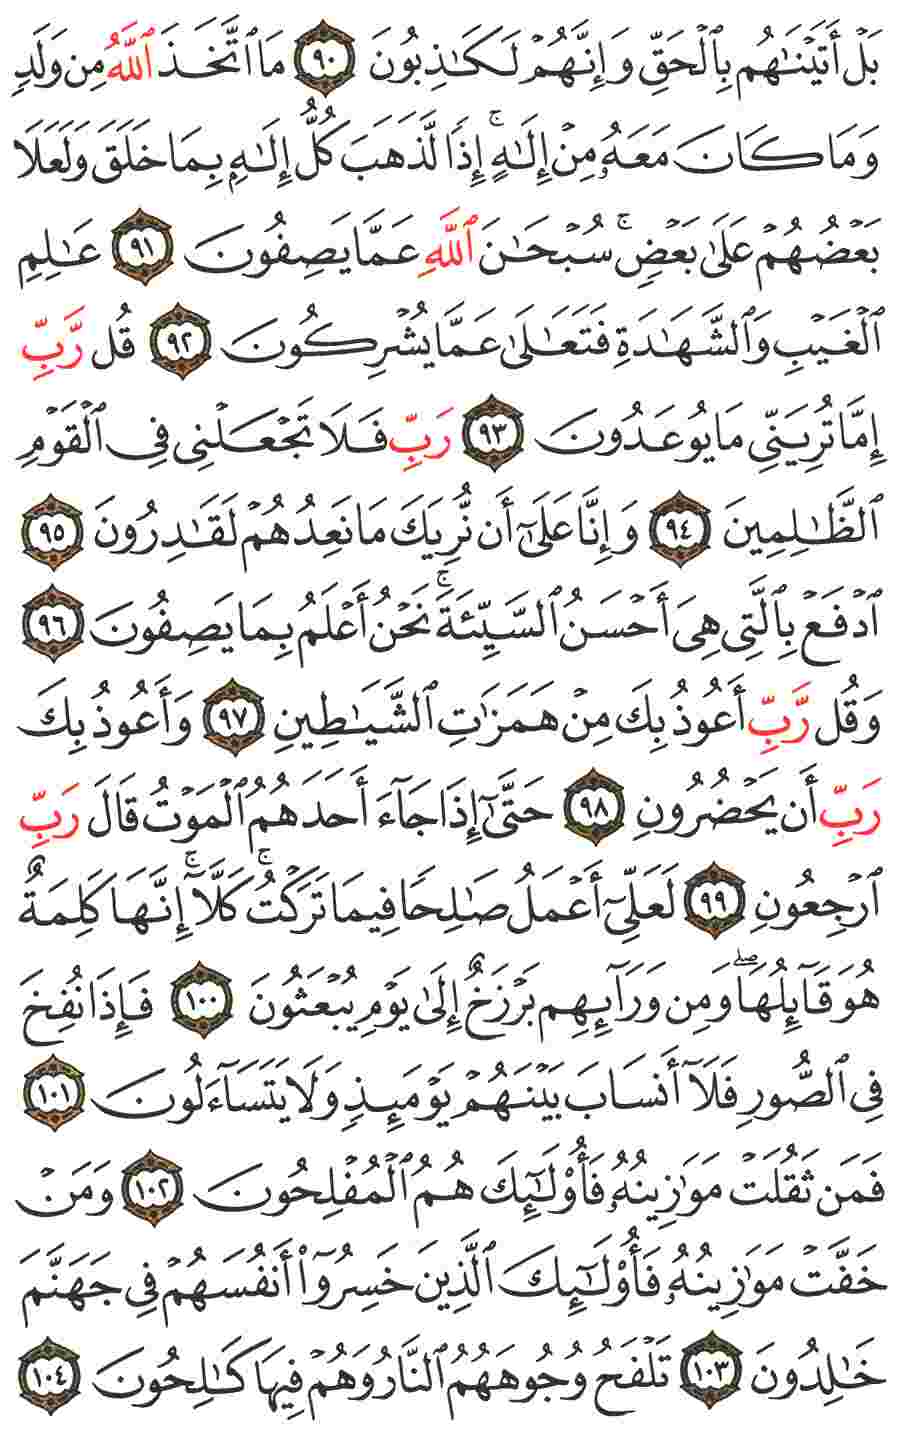 بَلْ أَتَيْنَٰهُم بِٱلْحَقِّ وَإِنَّهُمْ لَكَٰذِبُونَ ٩٠ مَا ٱتَّخَذَ ٱللَّهُ مِن وَلَدٍ
وَمَا كَانَ مَعَهُۥ مِنْ إِلَٰهٍ ۚ إِذًا لَّذَهَبَ كُلُّ إِلَٰهٍۭ بِمَا خَلَقَ وَلَعَلَا
بَعْضُهُمْ عَلَىٰ بَعْضٍ ۚ سُبْحَٰنَ ٱللَّهِ عَمَّا يَصِفُونَ ٩١ عَٰلِمِ
ٱلْغَيْبِ وَٱلشَّهَٰدَةِ فَتَعَٰلَىٰ عَمَّا يُشْرِكُونَ ٩٢ قُل رَّبِّ
إِمَّا تُرِيَنِّى مَا يُوعَدُونَ ٩٣ رَبِّ فَلَا تَجْعَلْنِى فِى ٱلْقَوْمِ
ٱلظَّٰلِمِينَ ٩٤ وَإِنَّا عَلَىٰٓ أَن نُّرِيَكَ مَا نَعِدُهُمْ لَقَٰدِرُونَ ٩٥
ٱدْفَعْ بِٱلَّتِى هِىَ أَحْسَنُ ٱلسَّيِّئَةَ ۚ نَحْنُ أَعْلَمُ بِمَا يَصِفُونَ ٩٦
وَقُل رَّبِّ أَعُوذُ بِكَ مِنْ هَمَزَٰتِ ٱلشَّيَٰطِينِ ٩٧ وَأَعُوذُ بِكَ
رَبِّ أَن يَحْضُرُونِ ٩٨ حَتَّىٰٓ إِذَا جَآءَ أَحَدَهُمُ ٱلْمَوْتُ قَالَ رَبِّ
ٱرْجِعُونِ ٩٩ لَعَلِّىٓ أَعْمَلُ صَٰلِحًا فِيمَا تَرَكْتُ ۚ كَلَّآ ۚ إِنَّهَا كَلِمَةٌ
هُوَ قَآئِلُهَا ۖ وَمِن وَرَآئِهِم بَرْزَخٌ إِلَىٰ يَوْمِ يُبْعَثُونَ ١٠٠ فَإِذَا نُفِخَ
فِى ٱلصُّورِ فَلَآ أَنسَابَ بَيْنَهُمْ يَوْمَئِذٍ وَلَا يَتَسَآءَلُونَ ١٠١
فَمَن ثَقُلَتْ مَوَٰزِينُهُۥ فَأُو۟لَٰٓئِكَ هُمُ ٱلْمُفْلِحُونَ ١٠٢ وَمَنْ
خَفَّتْ مَوَٰزِينُهُۥ فَأُو۟لَٰٓئِكَ ٱلَّذِينَ خَسِرُوٓا۟ أَنفُسَهُمْ فِى جَهَنَّمَ
خَٰلِدُونَ ١٠٣ تَلْفَحُ وُجُوهَهُمُ ٱلنَّارُ وَهُمْ فِيهَا كَٰلِحُونَ ١٠٤